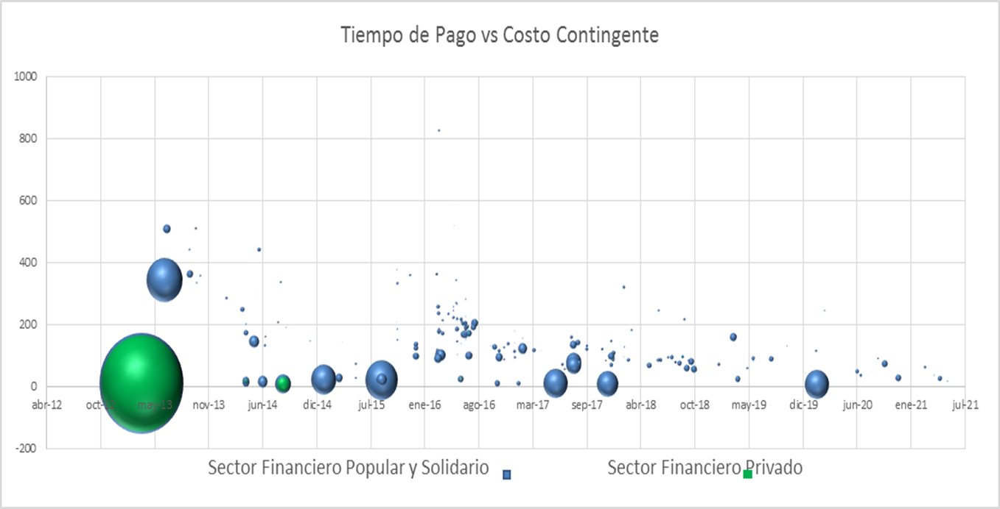 Tiempo de Pago vs Costo Contingente
1000
800
600
400
200
0
abr-12 oct-12 may-13 nov-13 jun-14 dic-14 jul-15 ene-16 ago-16 mar-17 sep-17 abr-18 oct-18 may-19 dic-19 jun-20 ene-21 jul-21
-200
Sector Financiero Popular y Solidario Sector Financiero Privado